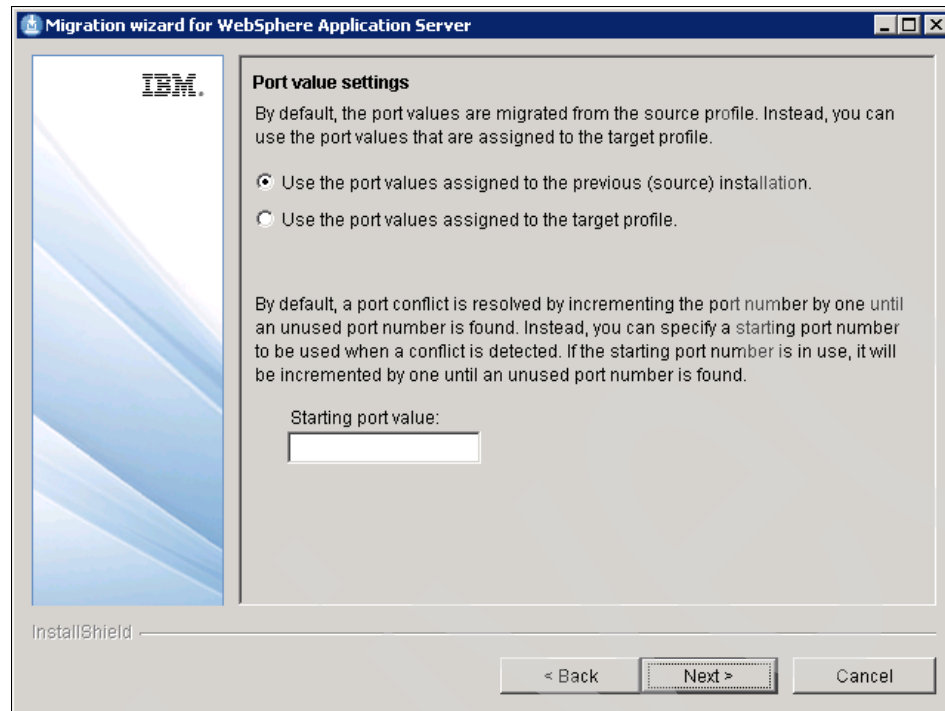 Migration wizard for WebSphere Application Server
IBM.
Port value settings
By default, the port values are migrated from the source profile. Instead, you can
use the port values that are assigned to the target profile.
Use the port values assigned to the previous (source) installation.
Use the port values assigned to the target profile.
By default, a port conflict is resolved by incrementing the port number by one until
an unused port number is found. Instead, you can specify a starting port number
to be used when a conflict is detected. If the starting port number is in use, it will
be incremented by one until an unused port number is found.
Starting port value:
InstallShield
< Back
Next >
Cancel